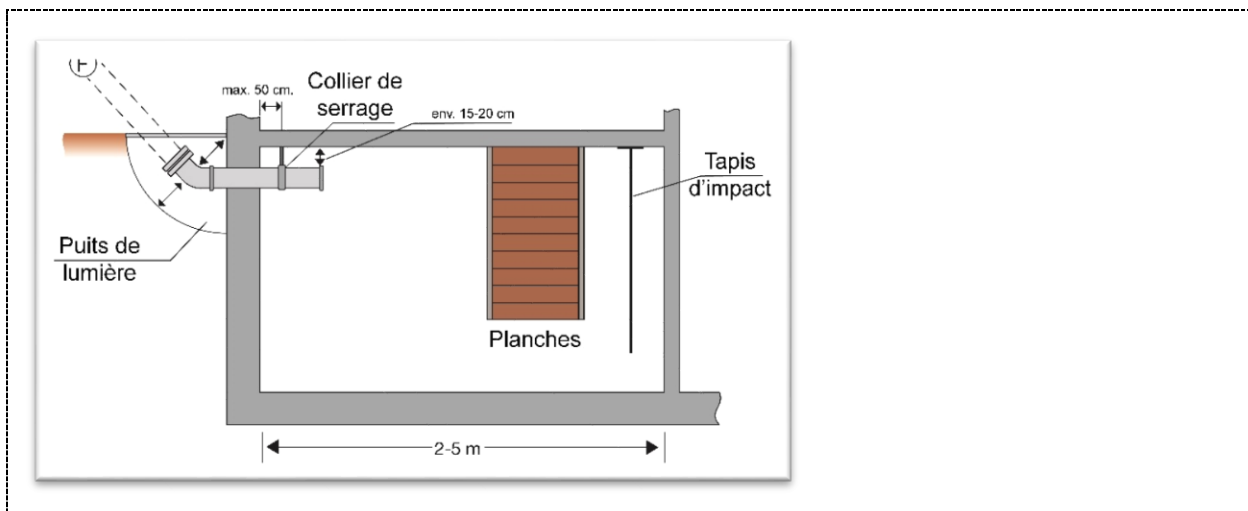 F
max. 50 cm.
Collier de
serrage
env. 15-20 cm
Tapis
d'impact
Puits de
lumière
Planches
2-5 m